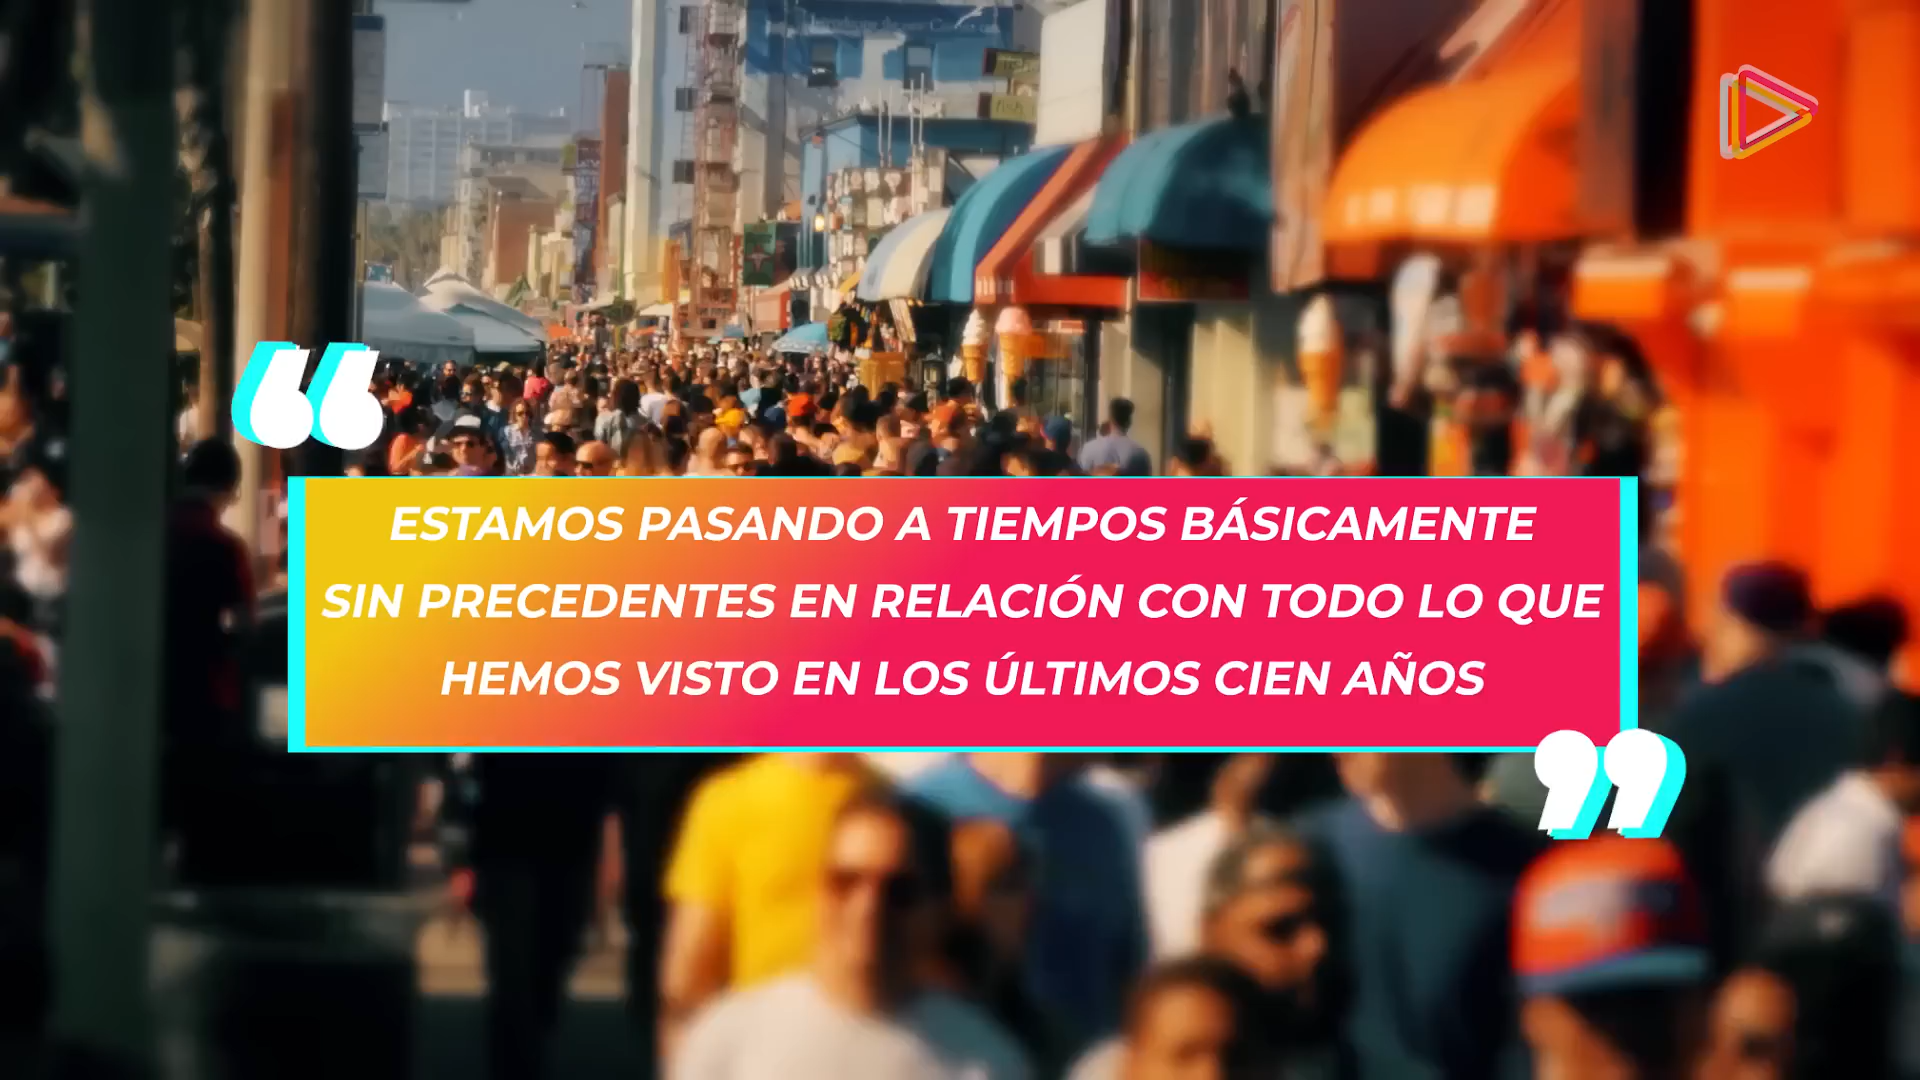 ESTAMOS PASANDO A TIEMPOS BÁSICAMENTE
SIN PRECEDENTES EN RELACIÓN CON TODO LO QUE
HEMOS VISTO EN LOS ÚLTIMOS CIEN AÑOS